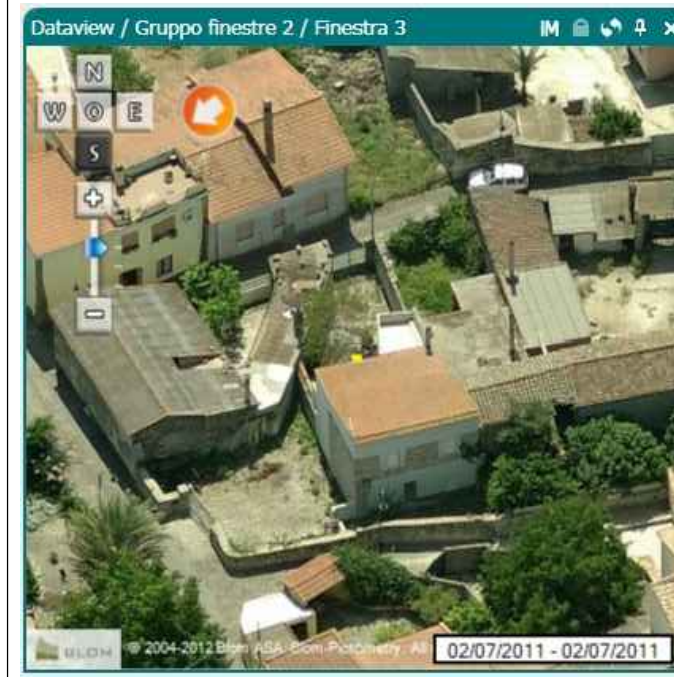 Dataview / Gruppo finestre 2 / Finestra 3
IM
N
W O E
S
BLOM
© 2004-2012 Blom ASA, Blom-Pictometry. All
02/07/2011 - 02/07/2011